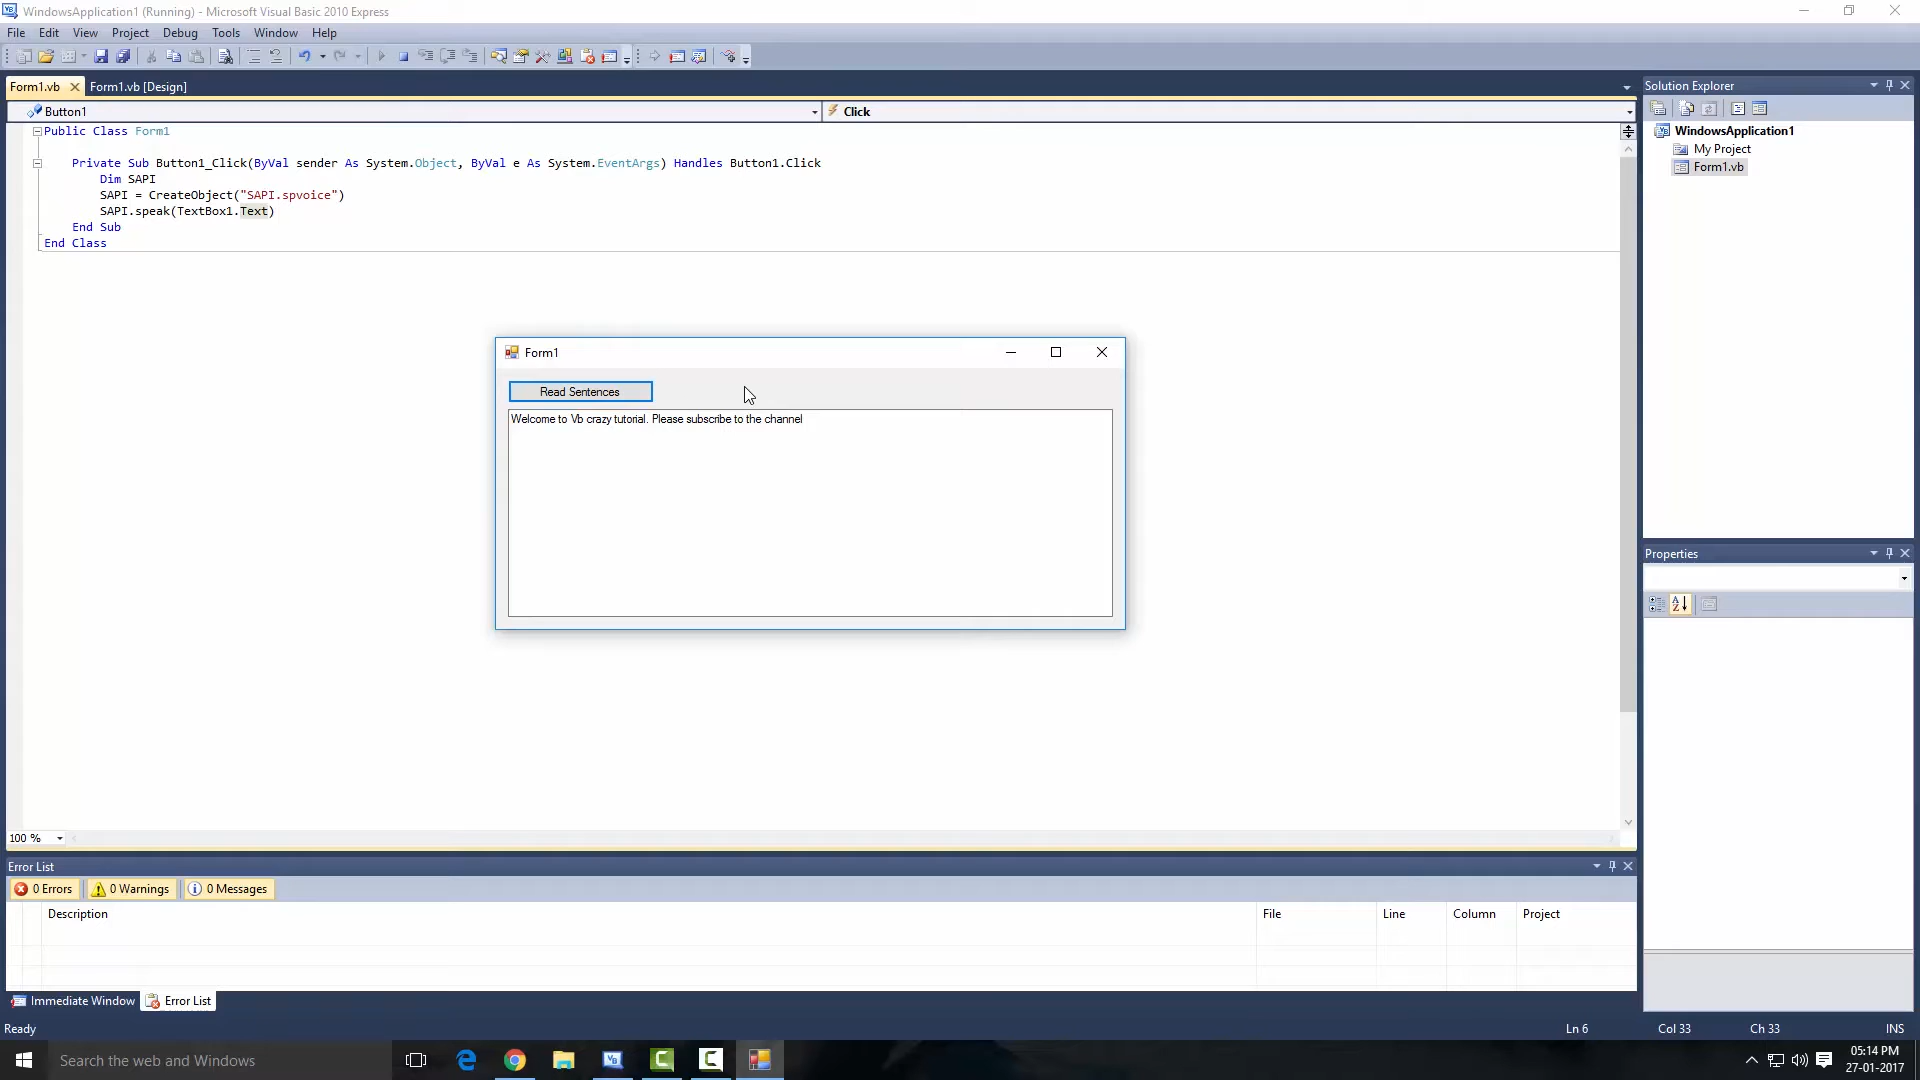 WindowsApplication1 (Running) - Microsoft Visual Basic 2010 Express
File Edit View Project Debug Tools Window Help
Form1.vb Form1.vb [Design]
Button1 Click
Public Class Form1
Private Sub Button1_Click(ByVal sender As System.Object, ByVal e As System.EventArgs) Handles Button1.Click
Dim SAPI
SAPI = CreateObject("SAPI.spvoice")
SAPI.speak(TextBox1.Text)
End Sub
End Class
Form1
Read Sentences
Welcome to Vb crazy tutorial. Please subscribe to the channel
100 %
Solution Explorer
WindowsApplication1
My Project
Form1.vb
Properties
Error List
0 Errors 0 Warnings 0 Messages
Description File Line Column Project
Immediate Window Error List
Ready Ln 6 Col 33 Ch 33 INS
Search the web and Windows
05:14 PM
27-01-2017